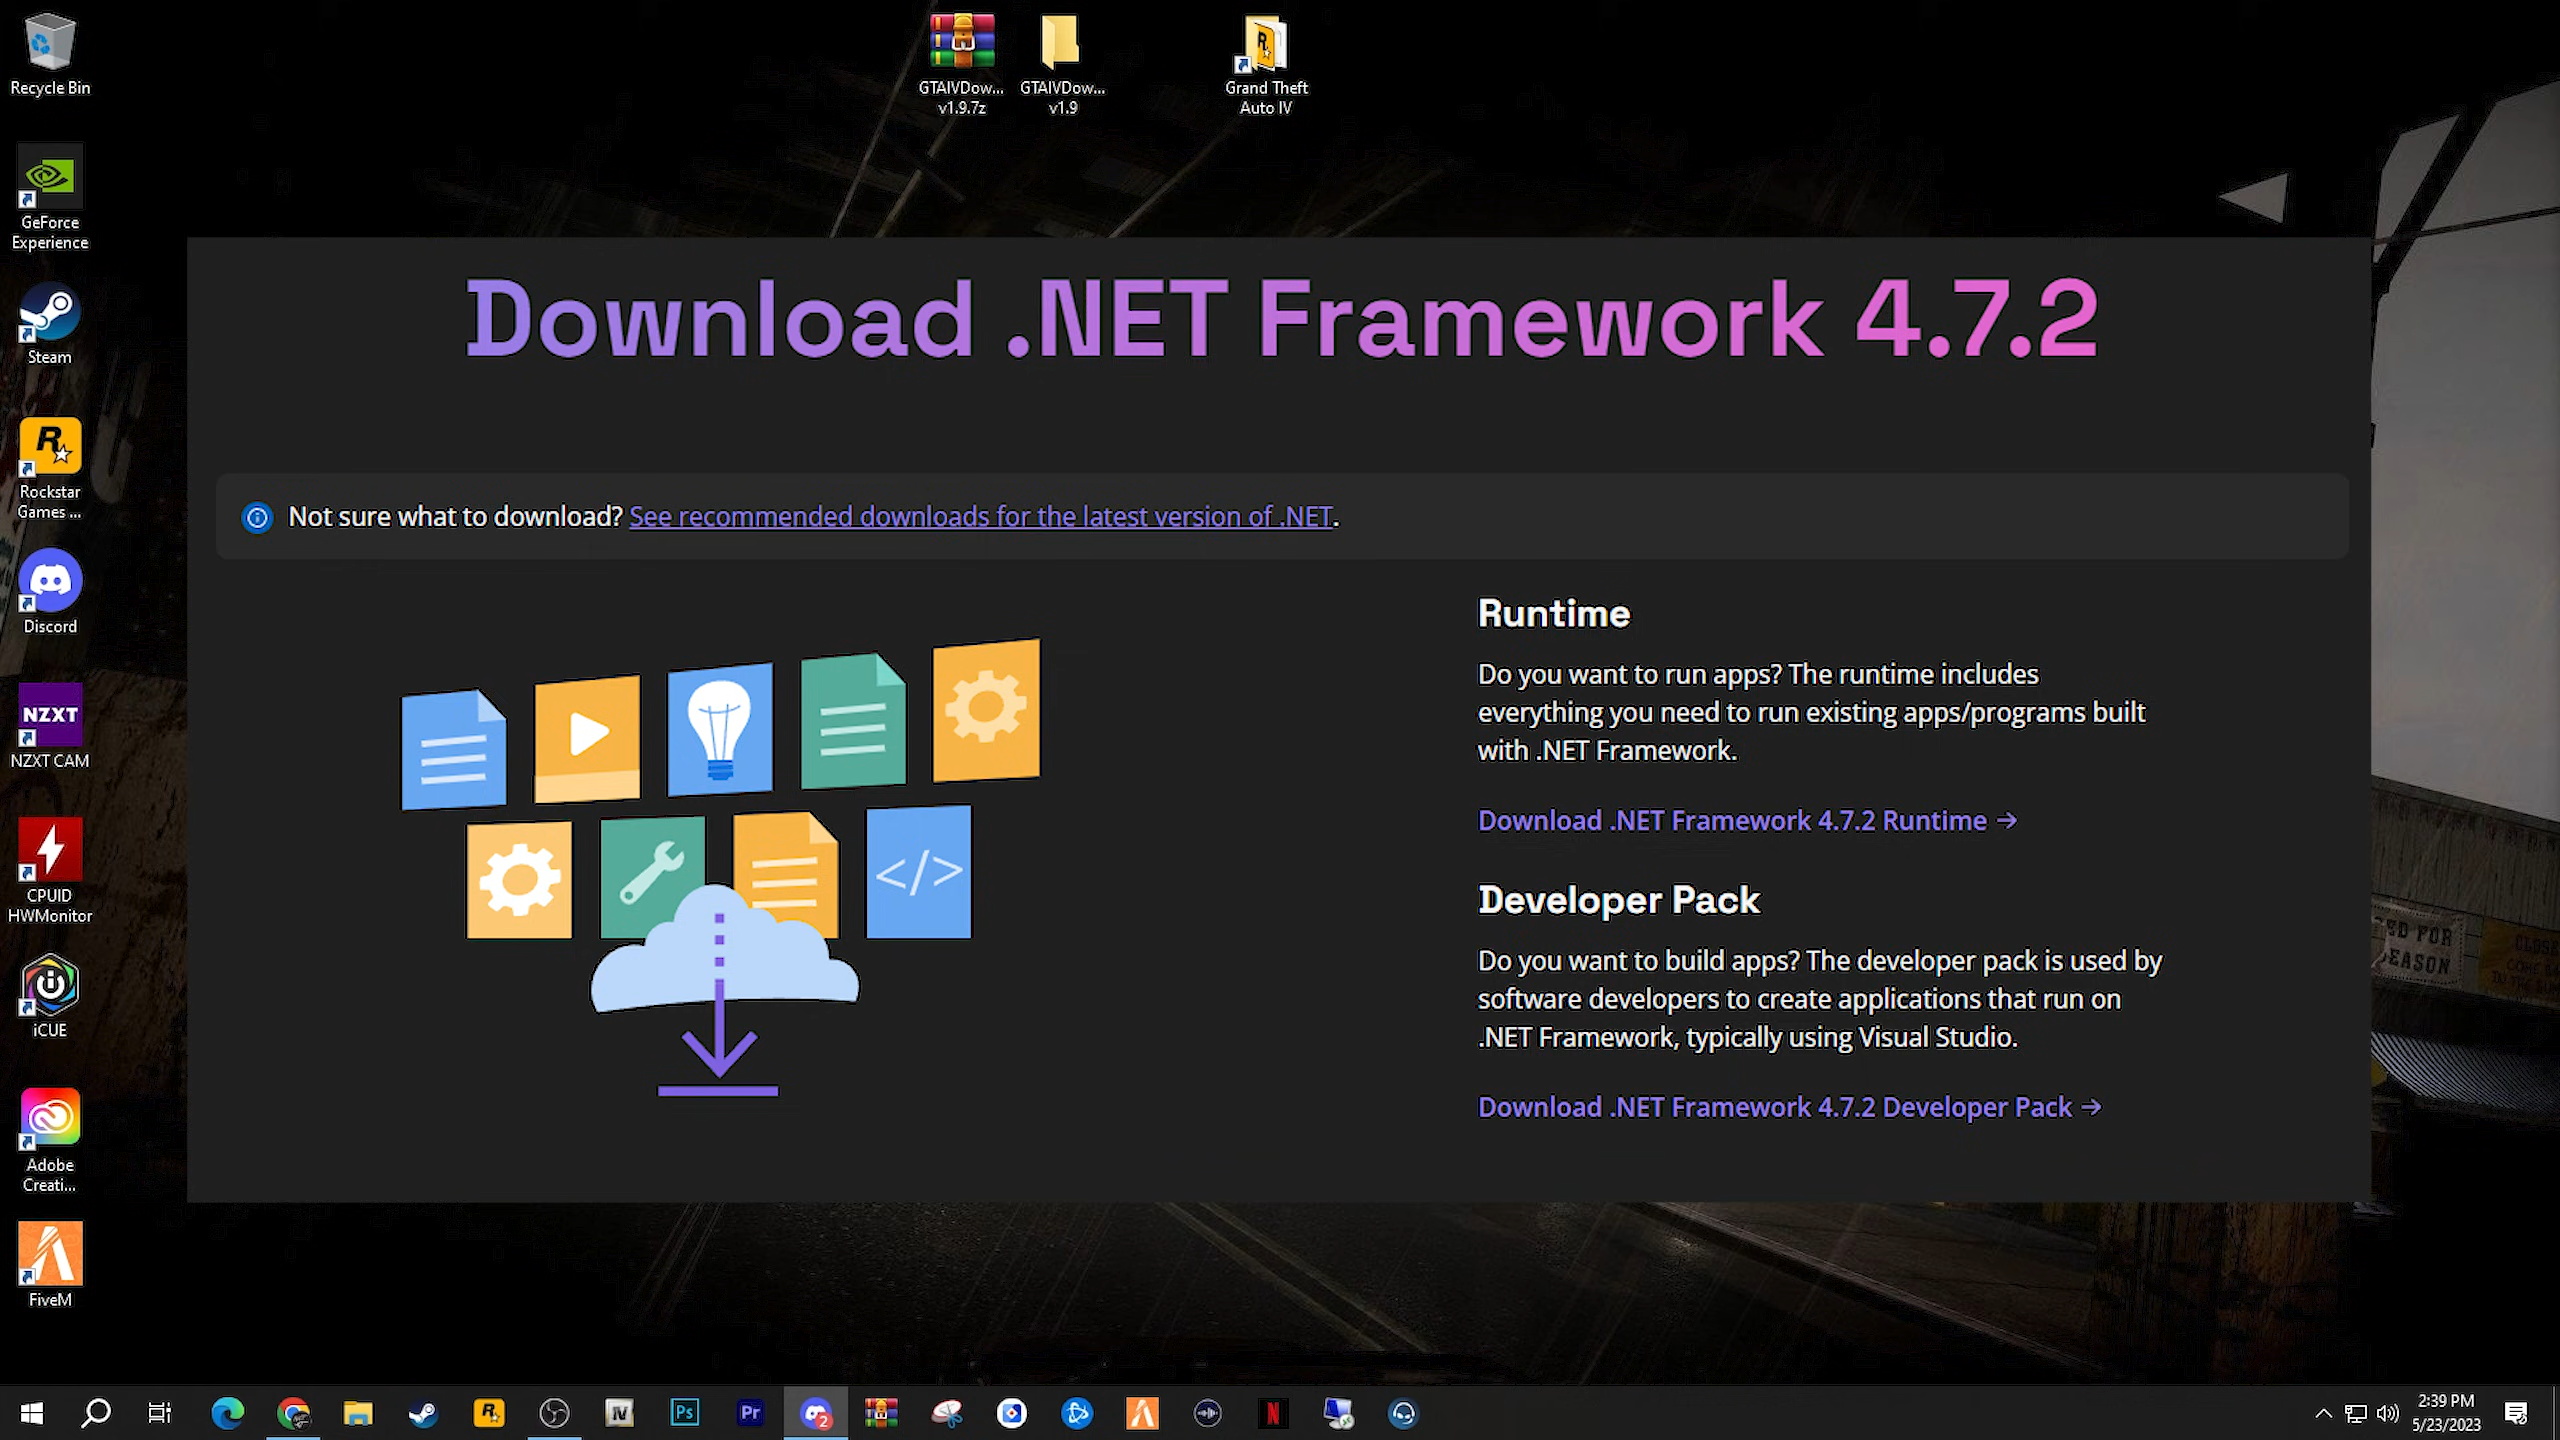 Recycle Bin
GTAIVDow...
v1.9.7z
GTAIVDow...
v1.9
Grand Theft
Auto IV
GeForce
Experience
Steam
Rockstar
Games ...
Discord
NZXT
NZXT CAM
CPUID
HWMonitor
iCUE
Adobe
Creati...
FiveM
Download .NET Framework 4.7.2
Not sure what to download? See recommended downloads for the latest version of .NET.
Runtime
Do you want to run apps? The runtime includes
everything you need to run existing apps/programs built
with .NET Framework.
Download .NET Framework 4.7.2 Runtime →
Developer Pack
Do you want to build apps? The developer pack is used by
software developers to create applications that run on
.NET Framework, typically using Visual Studio.
Download .NET Framework 4.7.2 Developer Pack →
</>
IV
Ps
Pr
2
N
2:39 PM
5/23/2023